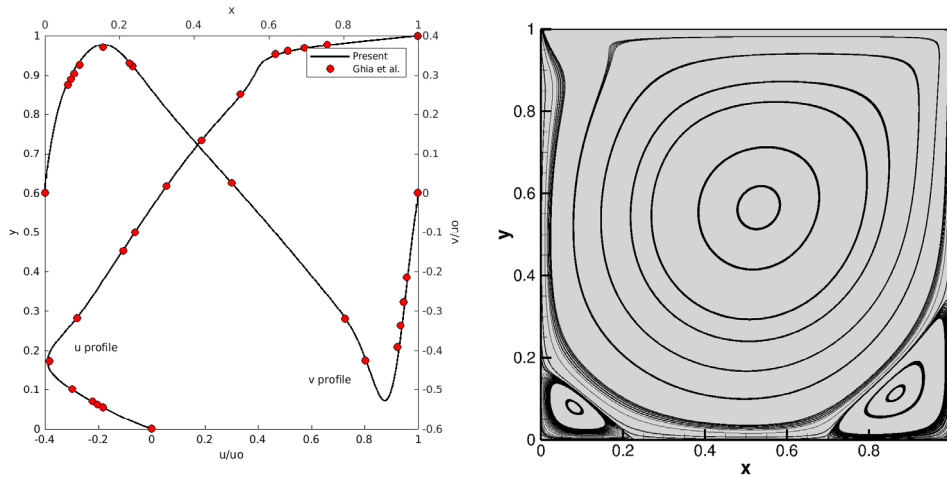 x
0 0.2 0.4 0.6 0.8 1
1 0.4
Present
Ghia et al.
0.9 0.3
0.8 0.2
0.7 0.1
0.6 0
y v/uo
0.5 -0.1
0.4 -0.2
0.3 -0.3
u profile
0.2 -0.4
v profile
0.1 -0.5
0 -0.6
-0.4 -0.2 0 0.2 0.4 0.6 0.8 1
u/uo
1
0.8
0.6
y
0.4
0.2
0
0 0.2 0.4 0.6 0.8
x